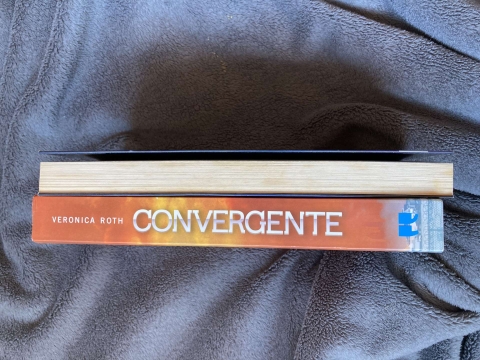 VERONICA ROTH CONVERGENTE